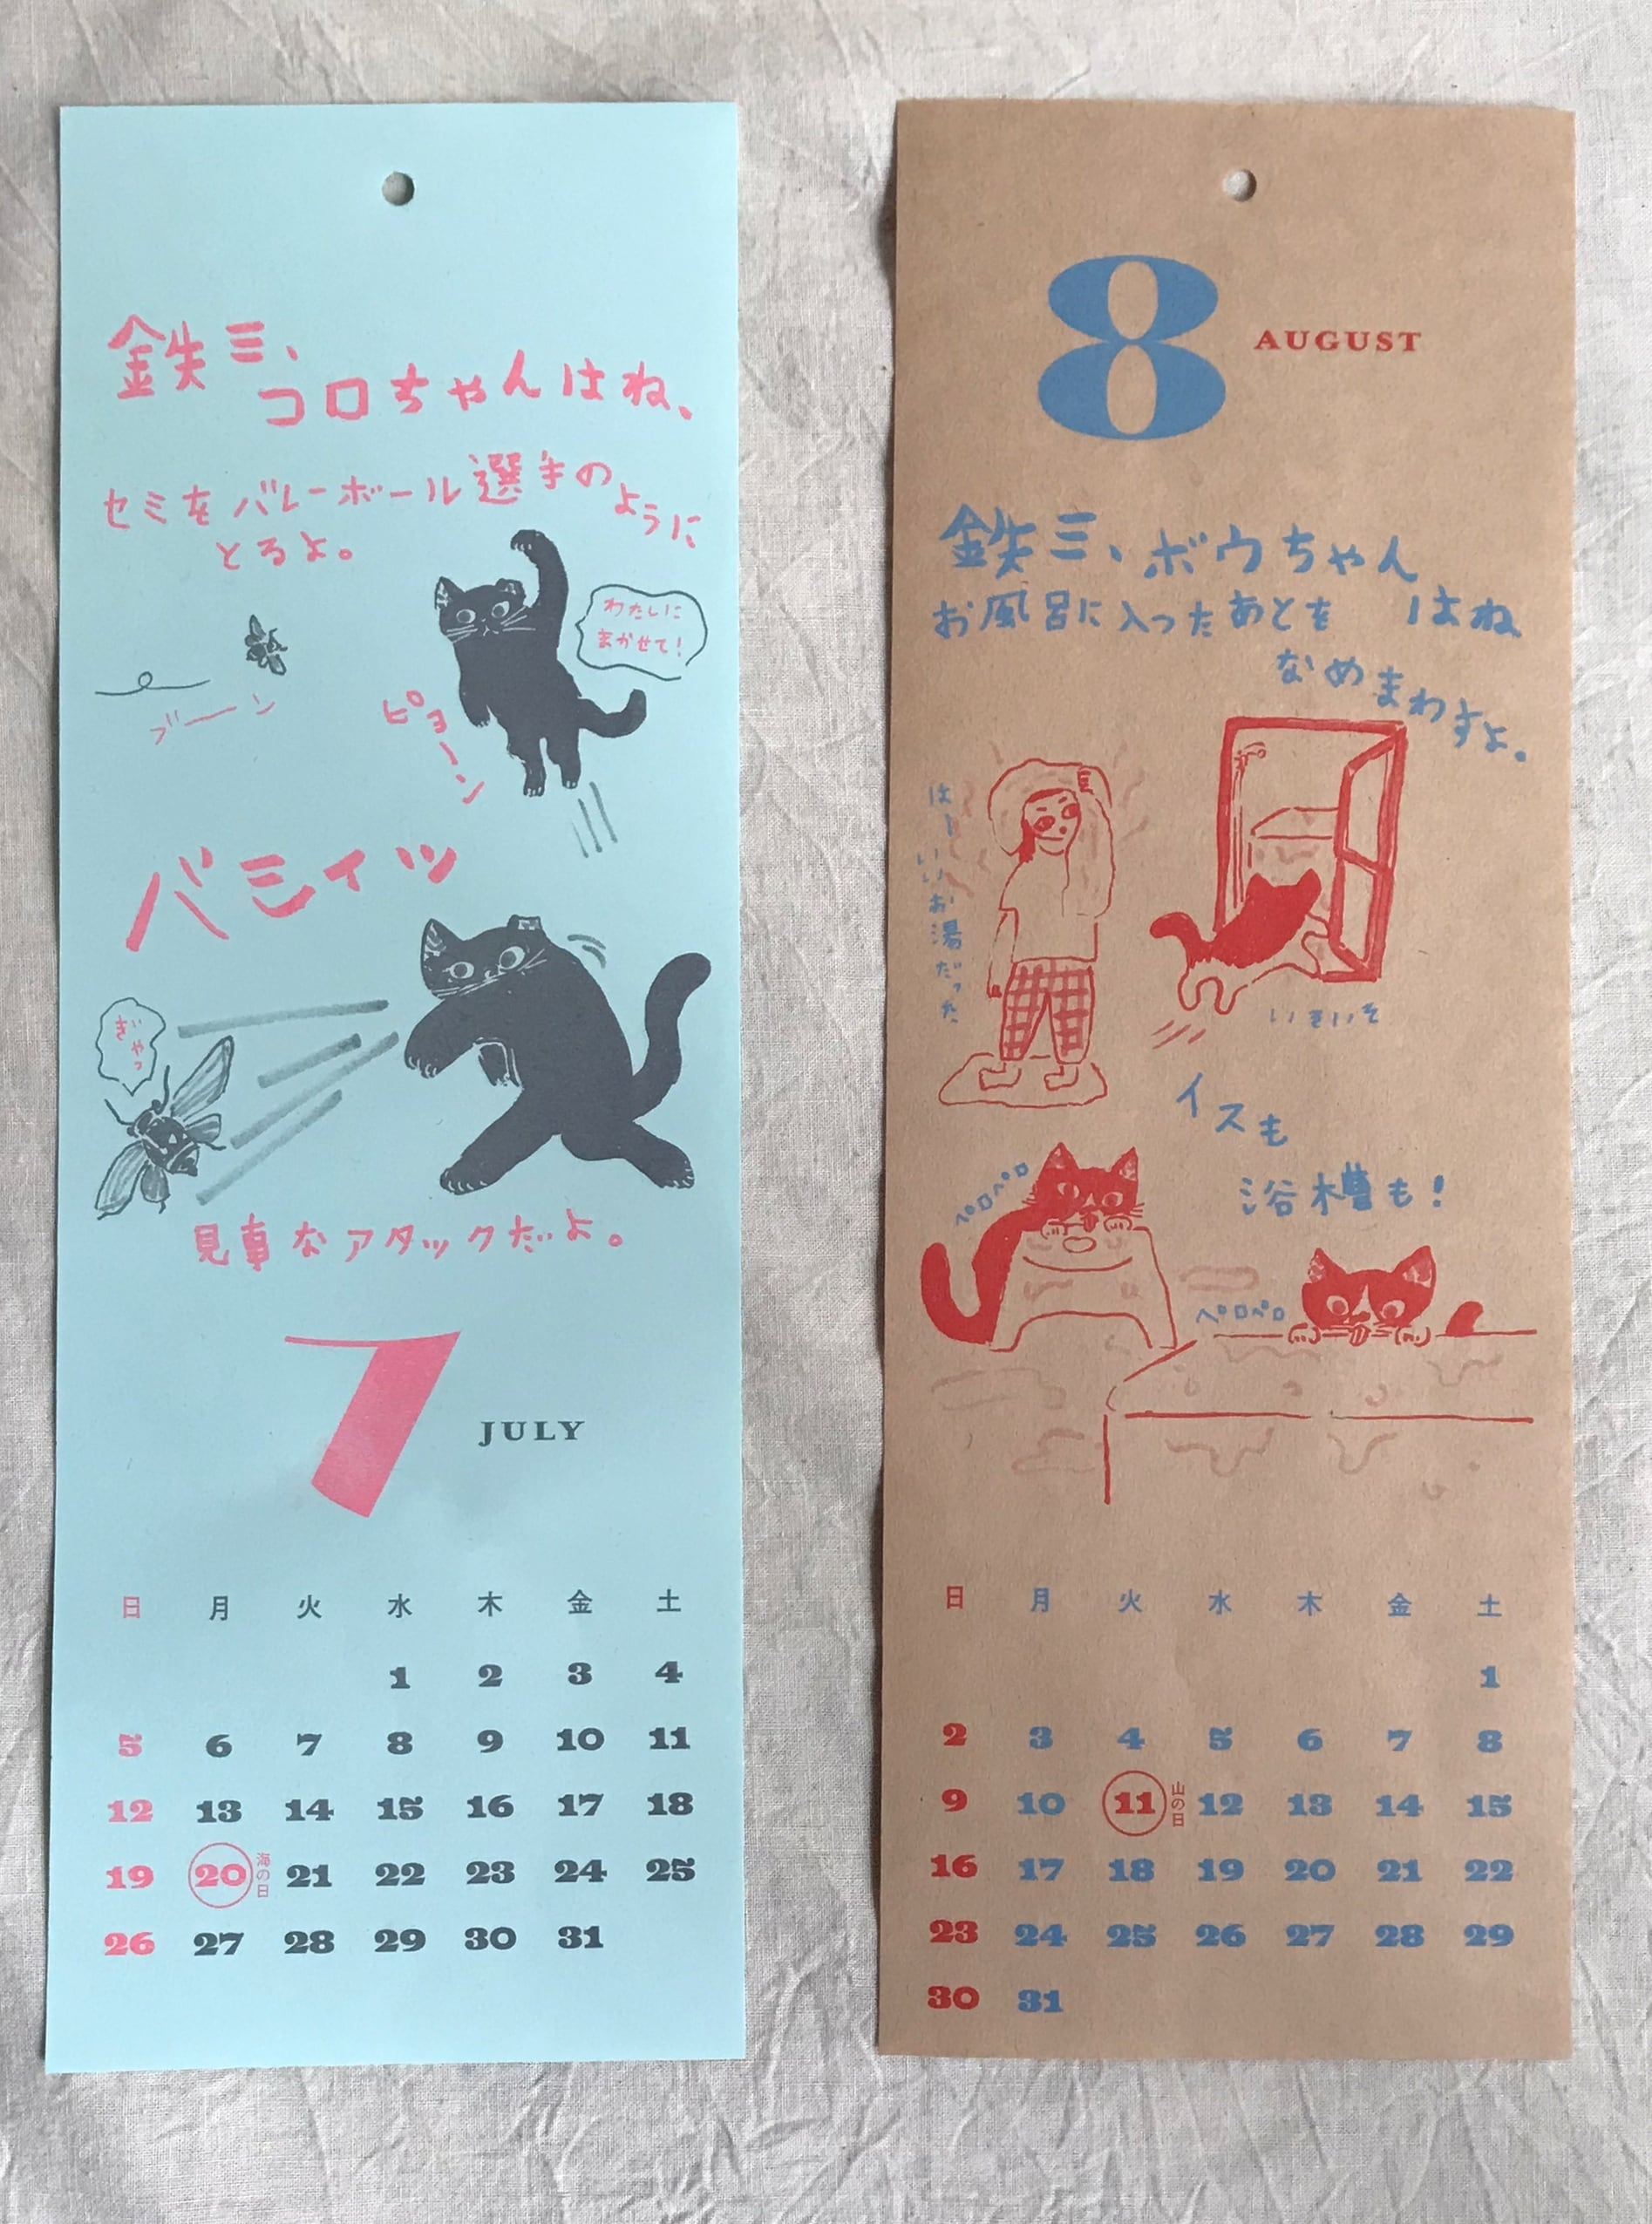 鉄三、
コロちゃんはね、
セミをバレーボール選手のように
とるよ。
わたしに
まかせて！
ブーーン
ピョーン
バシィッ
ぎゃっ
見事なアタックだよ。
7 JULY
日 月 火 水 木 金 土
1 2 3 4
5 6 7 8 9 10 11
12 13 14 15 16 17 18
19 20 海の日 21 22 23 24 25
26 27 28 29 30 31
8 AUGUST
鉄三、ボウちゃん
はね
お風呂に入ったあとを
なめまわすよ。
はーいいお湯だった
いそいそ
イスも
浴槽も！
ペロペロ
ペロペロ
日 月 火 水 木 金 土
1
2 3 4 5 6 7 8
9 10 11 山の日 12 13 14 15
16 17 18 19 20 21 22
23 24 25 26 27 28 29
30 31